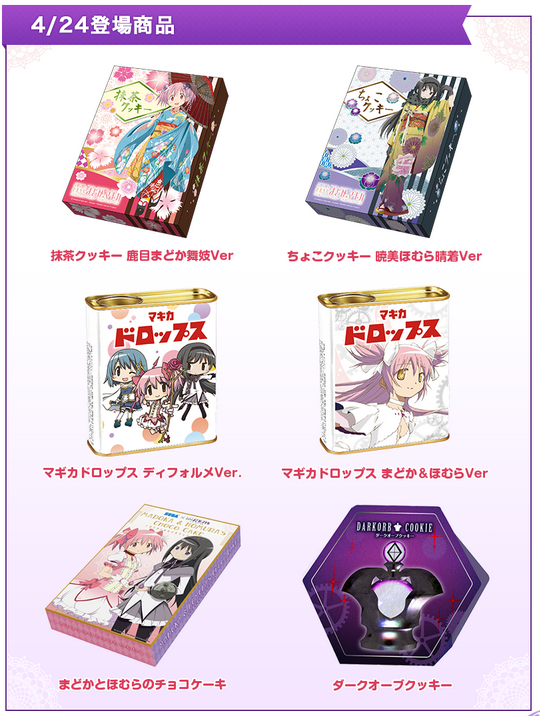 4/24登場商品
抹茶
クッキー
ちょこ
クッキー
抹茶クッキー 鹿目まどか舞妓Ver
ちょこクッキー 暁美ほむら晴着Ver
マギカ
ドロップス
マギカ
ドロップス
マギカドロップス ディフォルメVer.
マギカドロップス まどか&ほむらVer
SEGA
MADOKA & HOMURA'S
CHOCO CAKE
DARKORB COOKIE
ダークオーブクッキー
まどかとほむらのチョコケーキ
ダークオーブクッキー